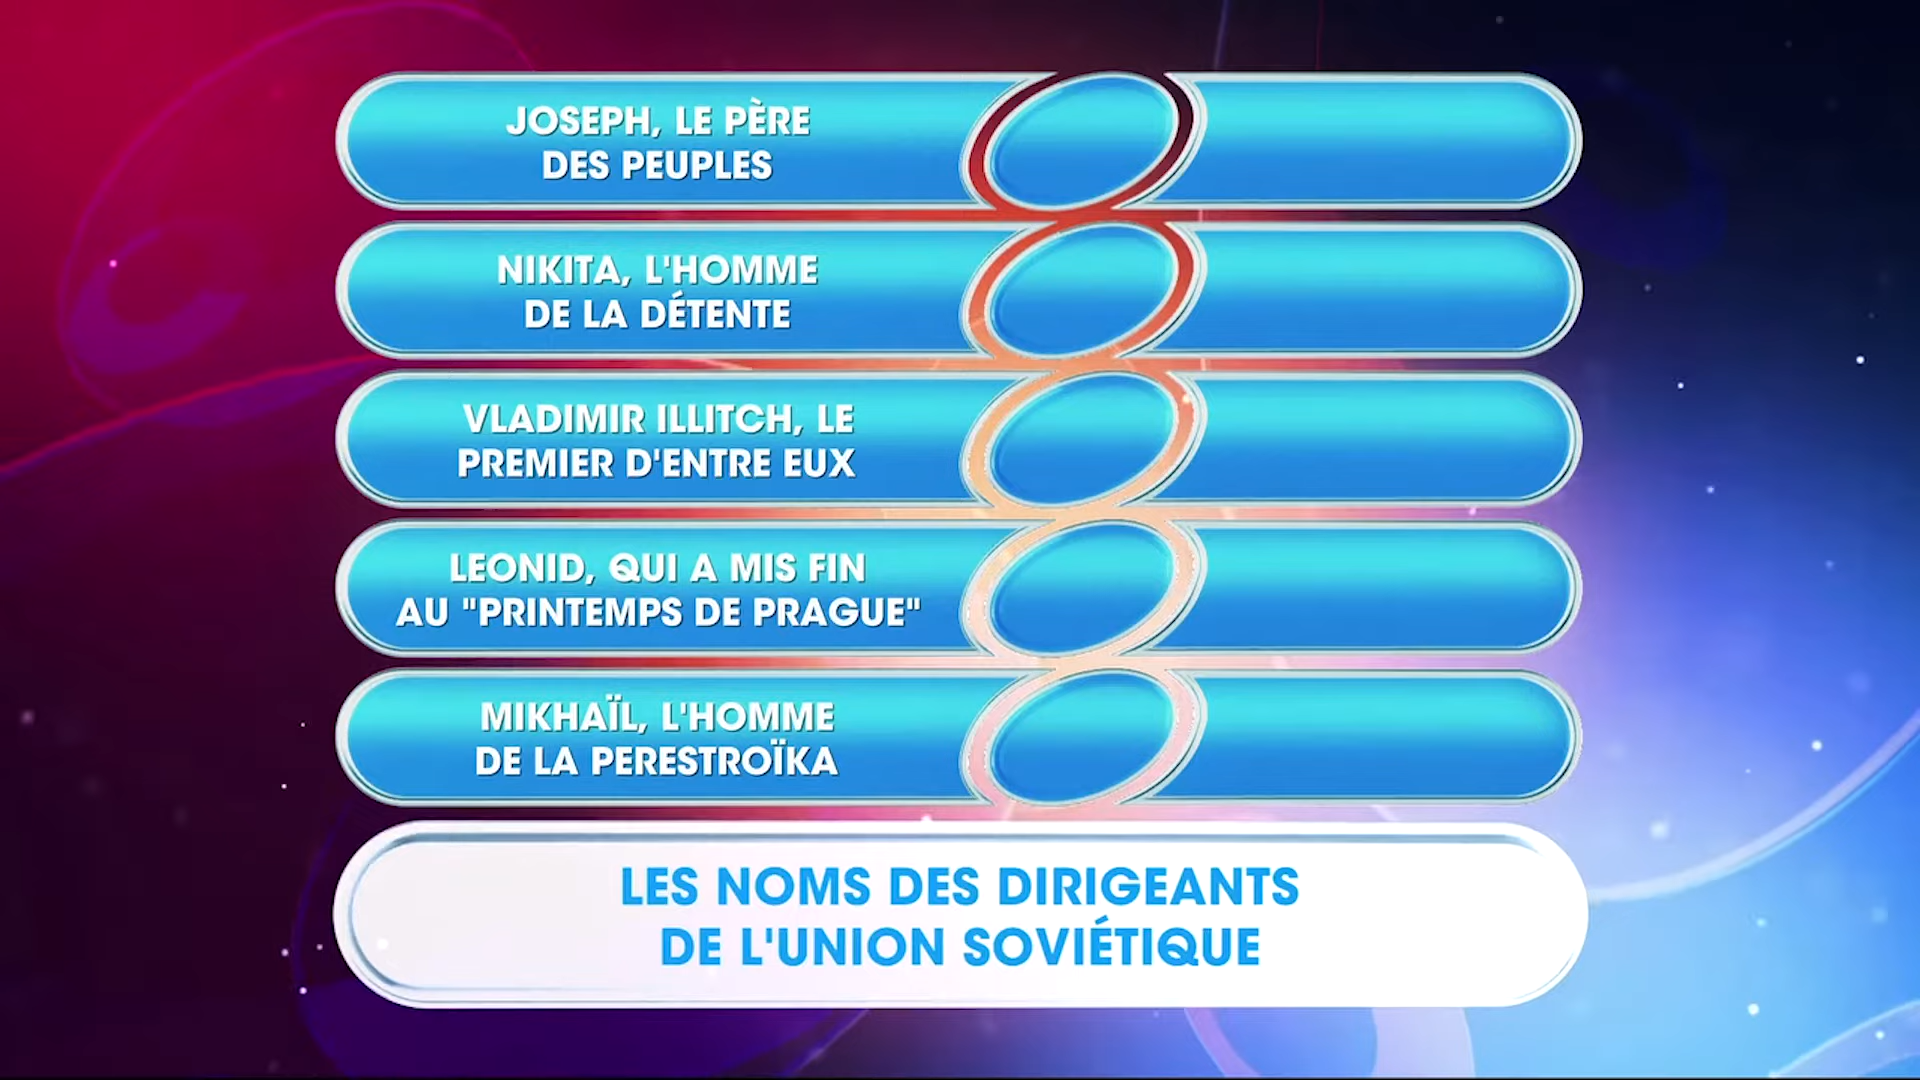 JOSEPH, LE PÈRE
DES PEUPLES
NIKITA, L'HOMME
DE LA DÉTENTE
VLADIMIR ILLITCH, LE
PREMIER D'ENTRE EUX
LEONID, QUI A MIS FIN
AU "PRINTEMPS DE PRAGUE"
MIKHAÏL, L'HOMME
DE LA PERESTROÏKA
LES NOMS DES DIRIGEANTS
DE L'UNION SOVIÉTIQUE